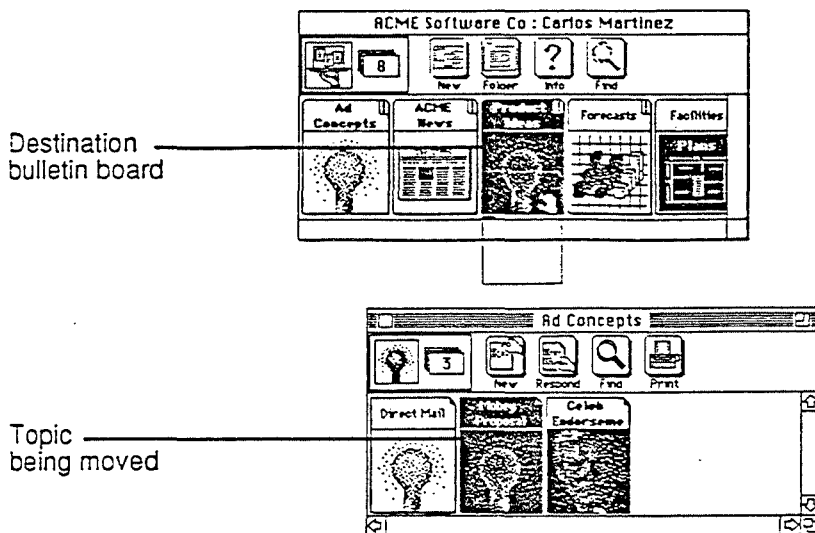 ACME Software Co : Carlos Martinez
8
New Folder Info Find
Ad Concepts
ACME News
Forecasts
Facilities
Plans
Destination bulletin board
Ad Concepts
3
New Respond Find Print
Direct Mail
Proposal
Celeb Endorseme
Topic being moved